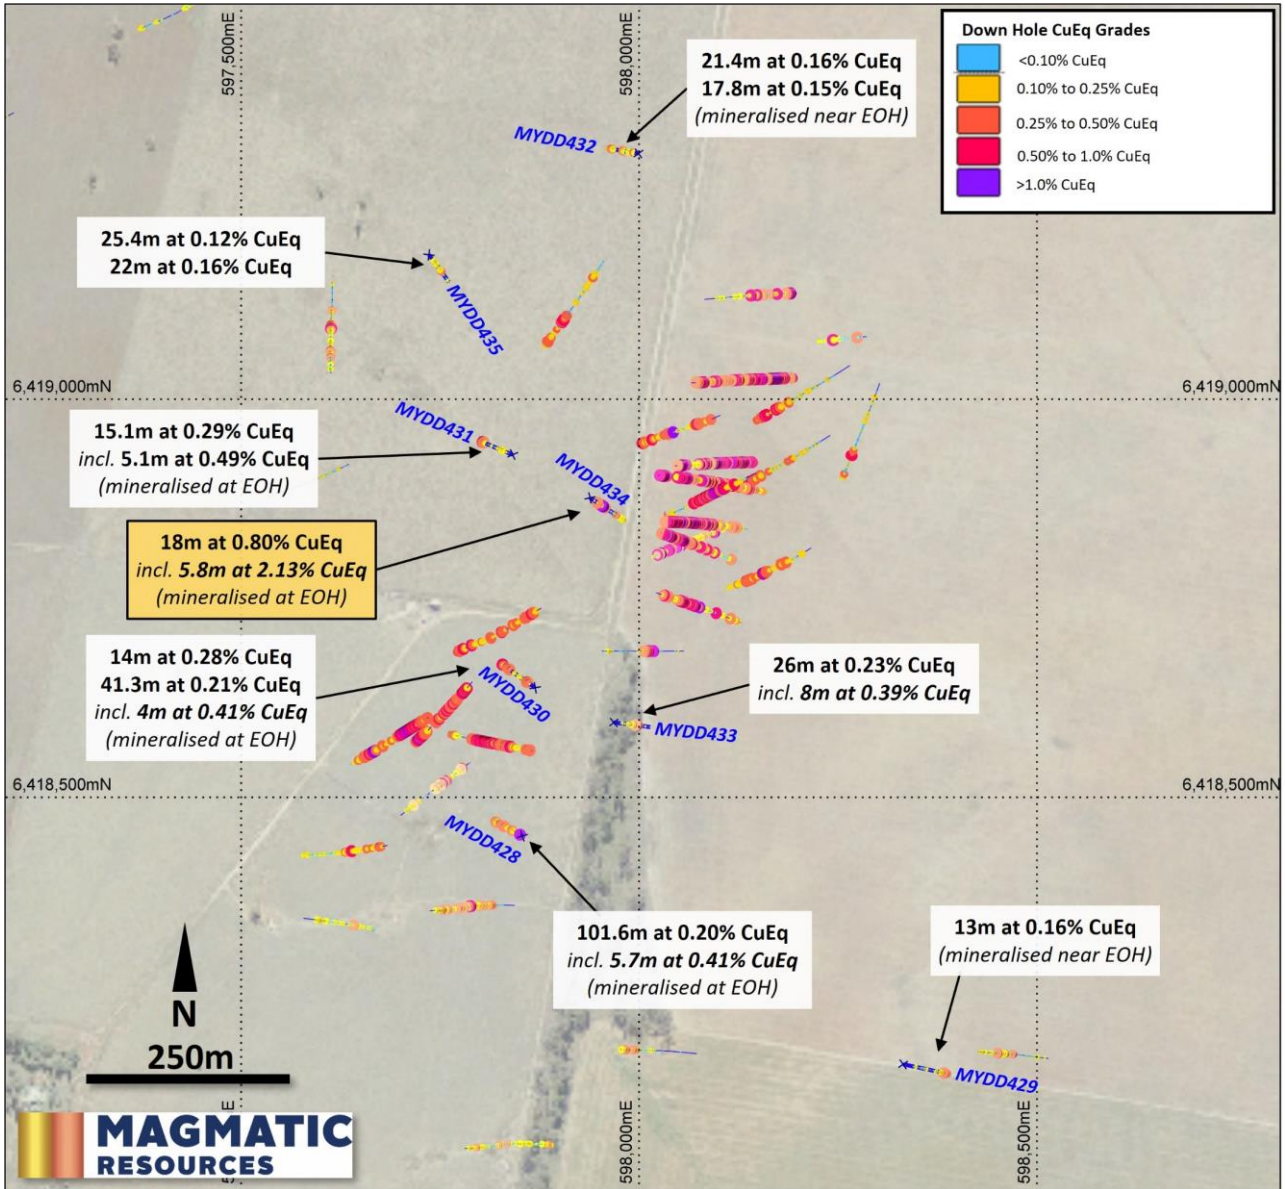 597,500mE
598,000mE
Down Hole CuEq Grades
<0.10% CuEq
0.10% to 0.25% CuEq
0.25% to 0.50% CuEq
0.50% to 1.0% CuEq
>1.0% CuEq
21.4m at 0.16% CuEq
17.8m at 0.15% CuEq
(mineralised near EOH)
MYDD432
25.4m at 0.12% CuEq
22m at 0.16% CuEq
MYDD435
6,419,000mN
6,419,000mN
MYDD431
15.1m at 0.29% CuEq
incl. 5.1m at 0.49% CuEq
(mineralised at EOH)
MYDD434
18m at 0.80% CuEq
incl. 5.8m at 2.13% CuEq
(mineralised at EOH)
14m at 0.28% CuEq
41.3m at 0.21% CuEq
incl. 4m at 0.41% CuEq
(mineralised at EOH)
MYDD430
26m at 0.23% CuEq
incl. 8m at 0.39% CuEq
MYDD433
6,418,500mN
6,418,500mN
MYDD428
101.6m at 0.20% CuEq
incl. 5.7m at 0.41% CuEq
(mineralised at EOH)
13m at 0.16% CuEq
(mineralised near EOH)
MYDD429
N
250m
598,000mE
598,500mE
MAGMATIC
RESOURCES